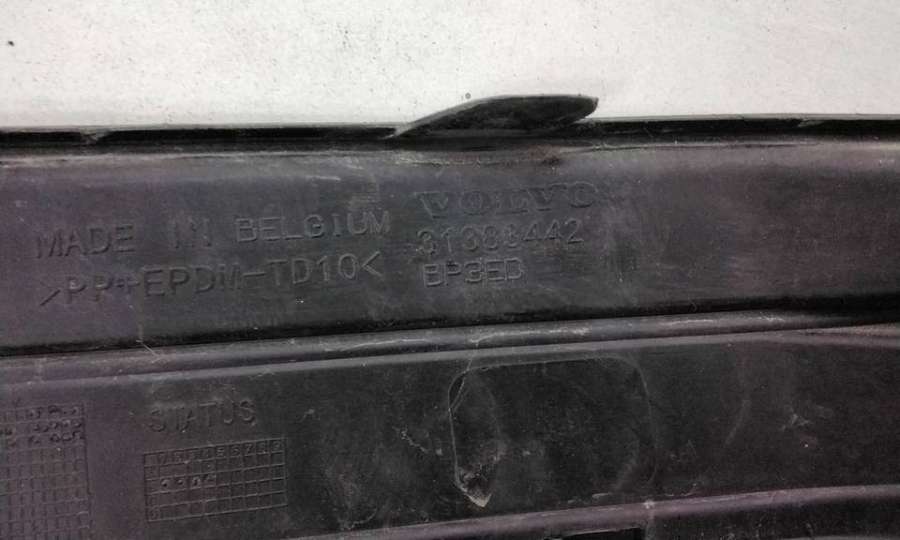 VOLVO
MADE IN BELGIUM
31383442
>PP+EPDM-TD10<
BP3ED
STATUS